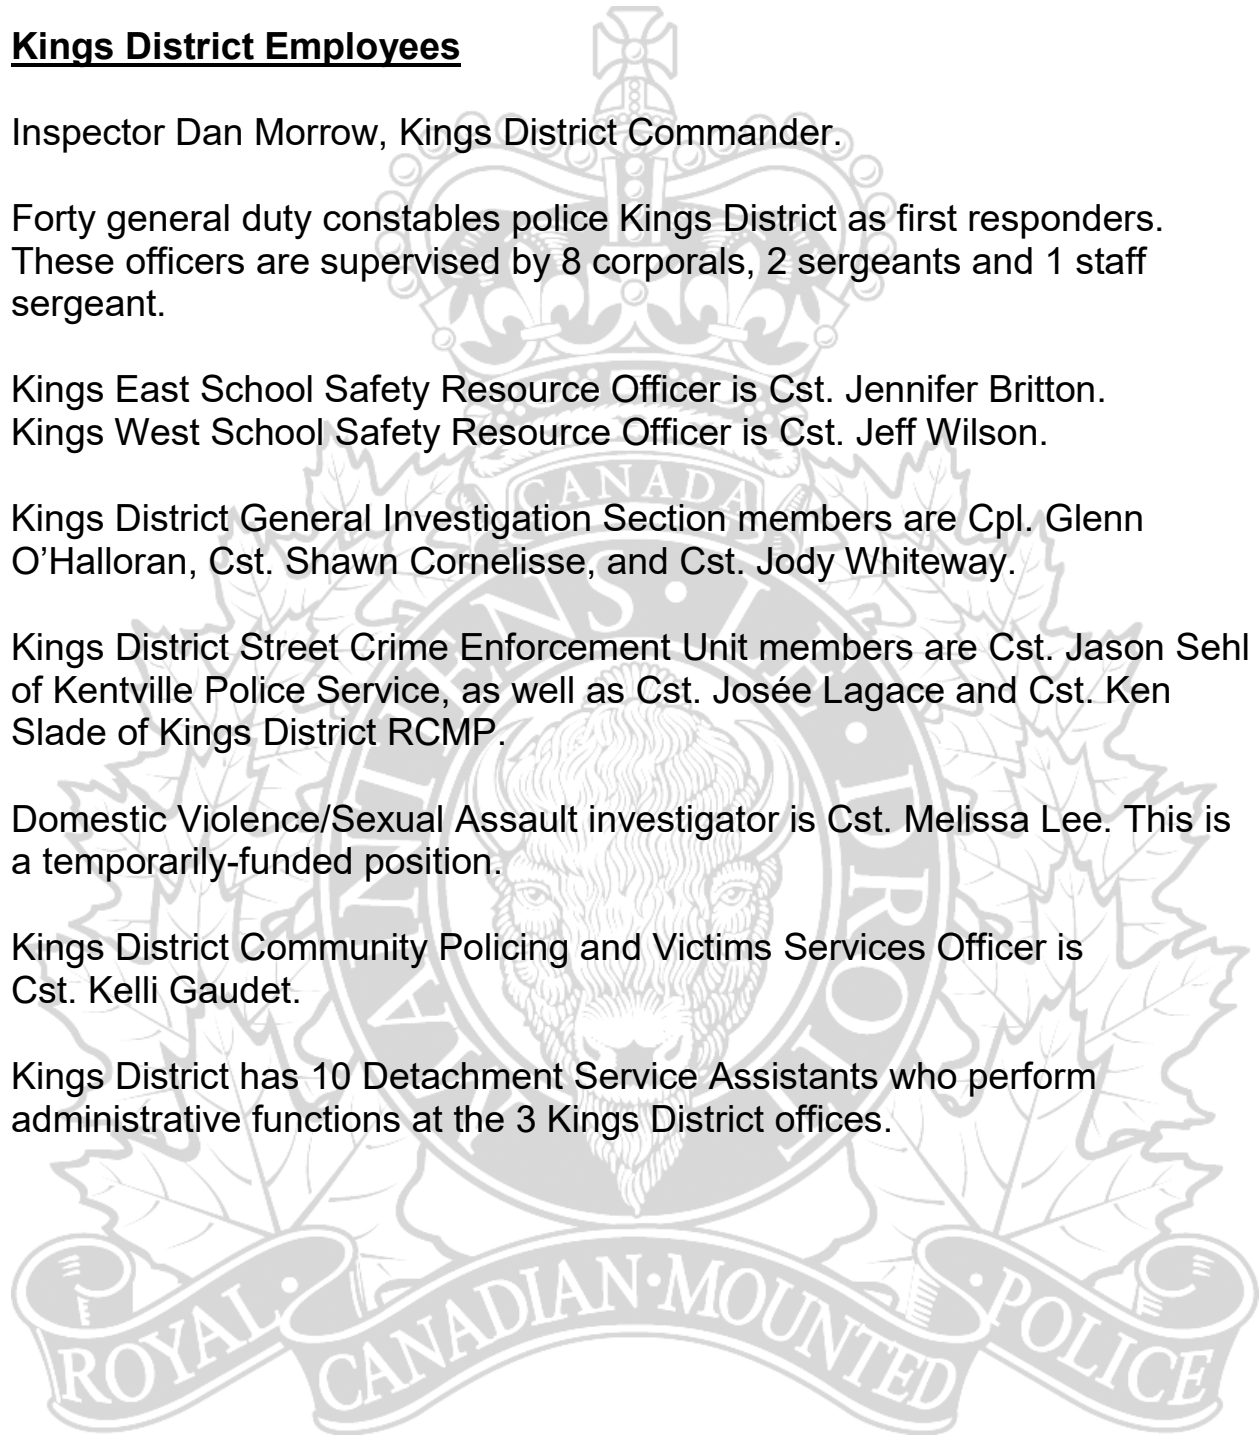 Kings District Employees
Inspector Dan Morrow, Kings District Commander.
Forty general duty constables police Kings District as first responders.
These officers are supervised by 8 corporals, 2 sergeants and 1 staff
sergeant.
Kings East School Safety Resource Officer is Cst. Jennifer Britton.
Kings West School Safety Resource Officer is Cst. Jeff Wilson.
CANADA
Kings District General Investigation Section members are Cpl. Glenn
O’Halloran, Cst. Shawn Cornelisse, and Cst. Jody Whiteway.
Kings District Street Crime Enforcement Unit members are Cst. Jason Sehl
of Kentville Police Service, as well as Cst. Josée Lagace and Cst. Ken
Slade of Kings District RCMP.
Domestic Violence/Sexual Assault investigator is Cst. Melissa Lee. This is
a temporarily-funded position.
Kings District Community Policing and Victims Services Officer is
Cst. Kelli Gaudet.
Kings District has 10 Detachment Service Assistants who perform
administrative functions at the 3 Kings District offices.
MAINTIENS · LE · DROIT
ROYAL · CANADIAN · MOUNTED · POLICE